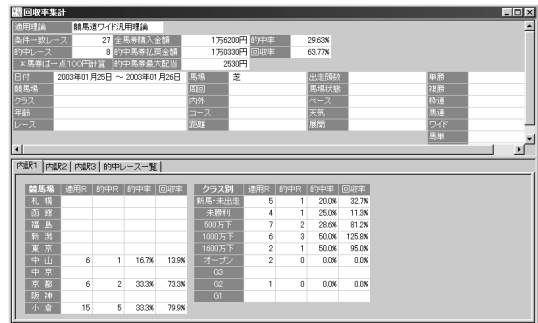 回収率集計
適用理論 競馬道ワイド汎用理論
条件一致レース 27 全馬券購入金額 1万6200円 的中率 29.63%
的中レース 8 的中馬券払戻金額 1万0330円 回収率 63.77%
×馬券は一点100円計算 的中馬券最大配当 2530円
日付 2003年01月25日 ～ 2003年01月26日 馬場 芝 出走頭数 単勝
競馬場 周回 馬場状態 複勝
クラス 内外 ペース 枠連
年齢 コース 天気 馬連
レース 距離 展開 ワイド
馬単
内訳1 内訳2 内訳3 的中レース一覧
競馬場 適用R 的中R 的中率 回収率 クラス別 適用R 的中R 的中率 回収率
札 幌 新馬・未出走 5 1 20.0% 32.7%
函 館 未勝利 4 1 25.0% 11.3%
福 島 500万下 7 2 28.6% 81.2%
新 潟 1000万下 6 3 50.0% 125.8%
東 京 1600万下 2 1 50.0% 95.0%
中 山 6 1 16.7% 13.9% オープン 2 0 0.0% 0.0%
中 京 G3
京 都 6 2 33.3% 73.3% G2 1 0 0.0% 0.0%
阪 神 G1
小 倉 15 5 33.3% 79.9%